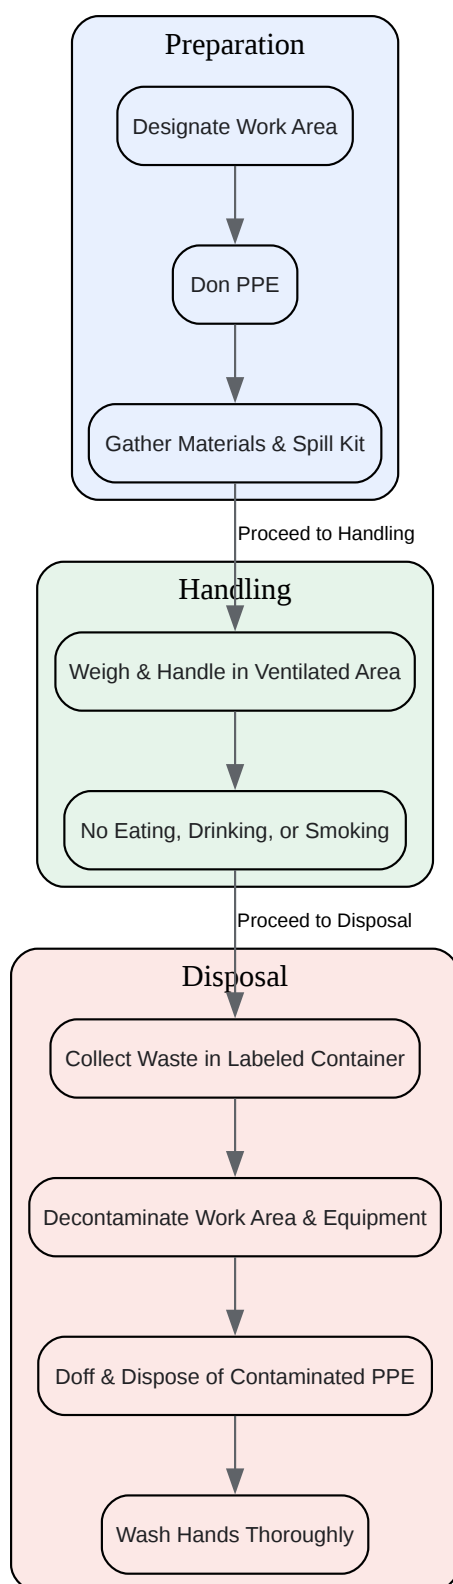 Preparation
Designate Work Area
Don PPE
Gather Materials & Spill Kit
Proceed to Handling
Handling
Weigh & Handle in Ventilated Area
No Eating, Drinking, or Smoking
Proceed to Disposal
Disposal
Collect Waste in Labeled Container
Decontaminate Work Area & Equipment
Doff & Dispose of Contaminated PPE
Wash Hands Thoroughly